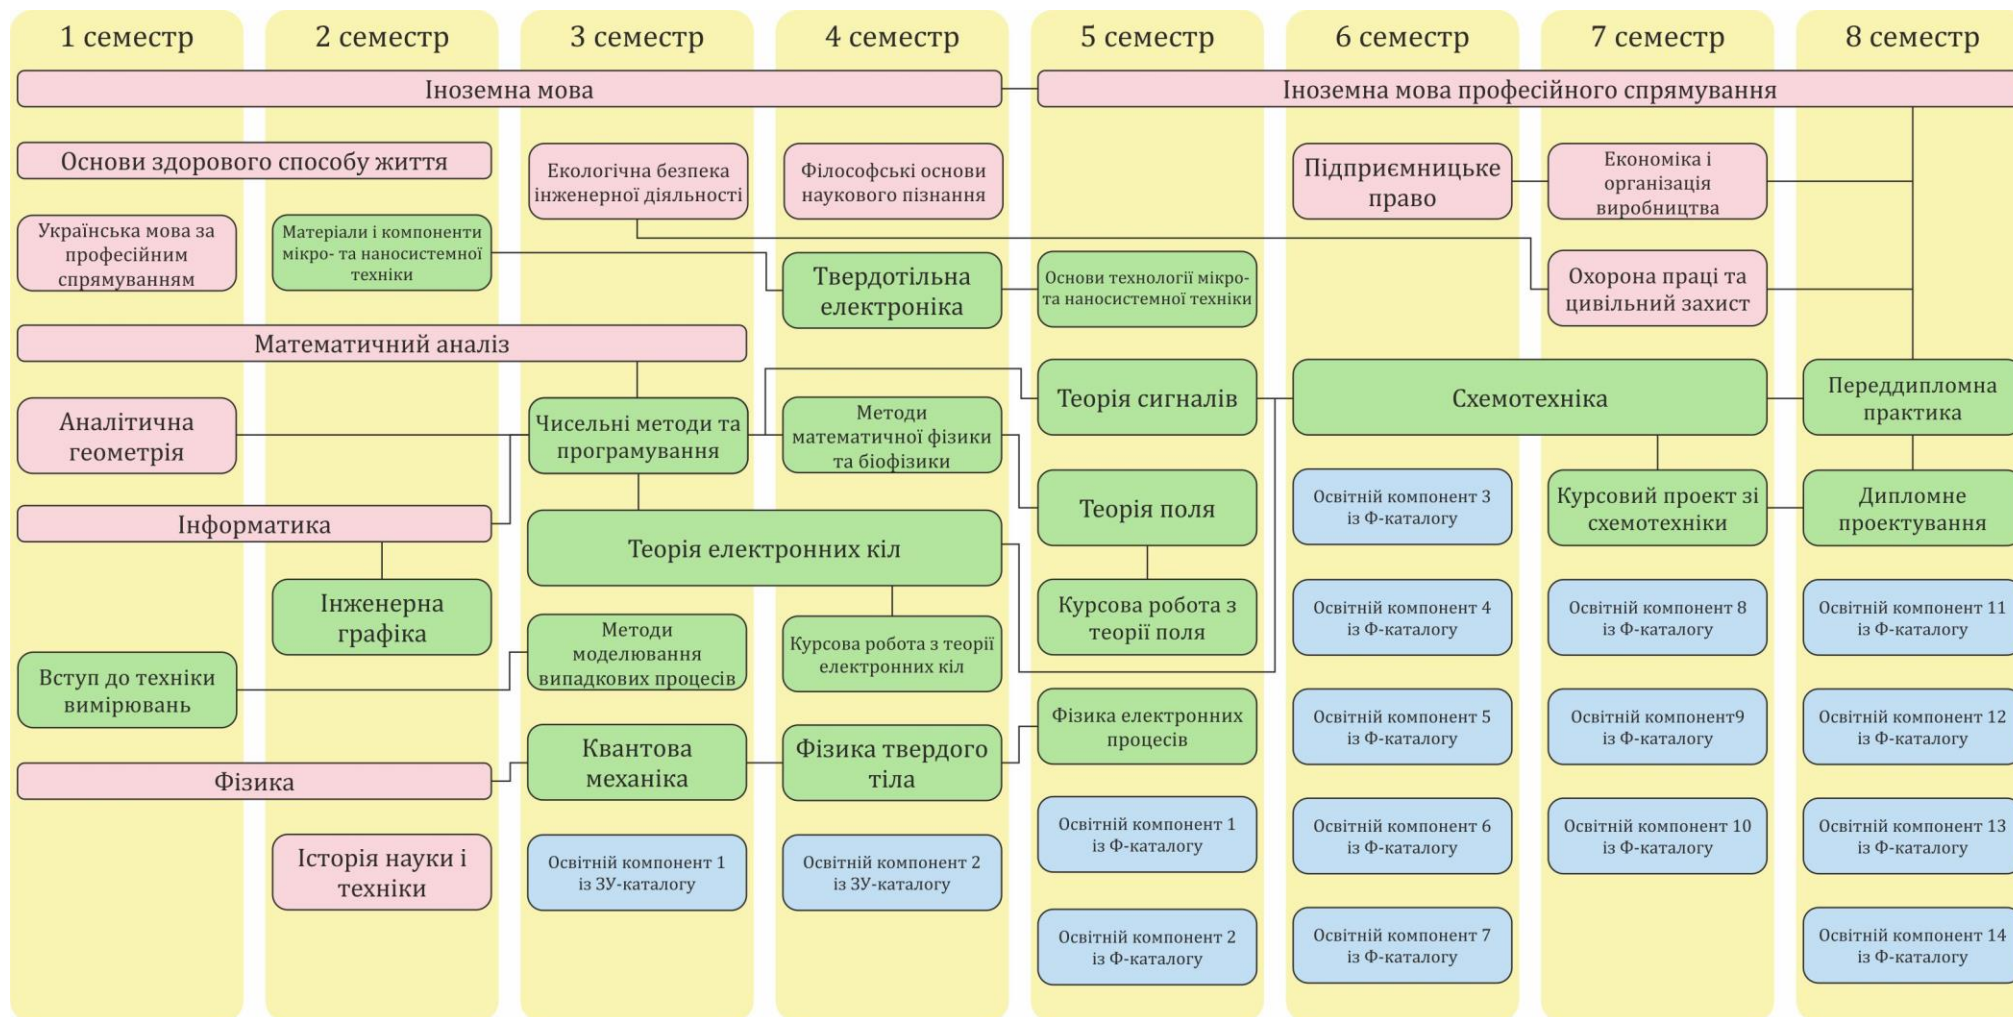 1 семестр
2 семестр
3 семестр
4 семестр
5 семестр
6 семестр
7 семестр
8 семестр
Іноземна мова
Іноземна мова професійного спрямування
Основи здорового способу життя
Екологічна безпека
інженерної діяльності
Філософські основи
наукового пізнання
Підприємницьке
право
Економіка і
організація
виробництва
Українська мова за
професійним
спрямуванням
Матеріали і компоненти
мікро- та наносистемної
техніки
Твердотільна
електроніка
Основи технології мікро-
та наносистемної техніки
Охорона праці та
цивільний захист
Математичний аналіз
Аналітична
геометрія
Чисельні методи та
програмування
Методи
математичної фізики
та біофізики
Теорія сигналів
Схемотехніка
Переддипломна
практика
Інформатика
Теорія електронних кіл
Теорія поля
Освітній компонент 3
із Ф-каталогу
Курсовий проект зі
схемотехніки
Дипломне
проектування
Інженерна
графіка
Методи
моделювання
випадкових процесів
Курсова робота з теорії
електронних кіл
Курсова робота з
теорії поля
Освітній компонент 4
із Ф-каталогу
Освітній компонент 8
із Ф-каталогу
Освітній компонент 11
із Ф-каталогу
Вступ до техніки
вимірювань
Фізика електронних
процесів
Освітній компонент 5
із Ф-каталогу
Освітній компонент9
із Ф-каталогу
Освітній компонент 12
із Ф-каталогу
Фізика
Квантова
механіка
Фізика твердого
тіла
Освітній компонент 1
із Ф-каталогу
Освітній компонент 6
із Ф-каталогу
Освітній компонент 10
із Ф-каталогу
Освітній компонент 13
із Ф-каталогу
Історія науки і
техніки
Освітній компонент 1
із ЗУ-каталогу
Освітній компонент 2
із ЗУ-каталогу
Освітній компонент 2
із Ф-каталогу
Освітній компонент 7
із Ф-каталогу
Освітній компонент 14
із Ф-каталогу